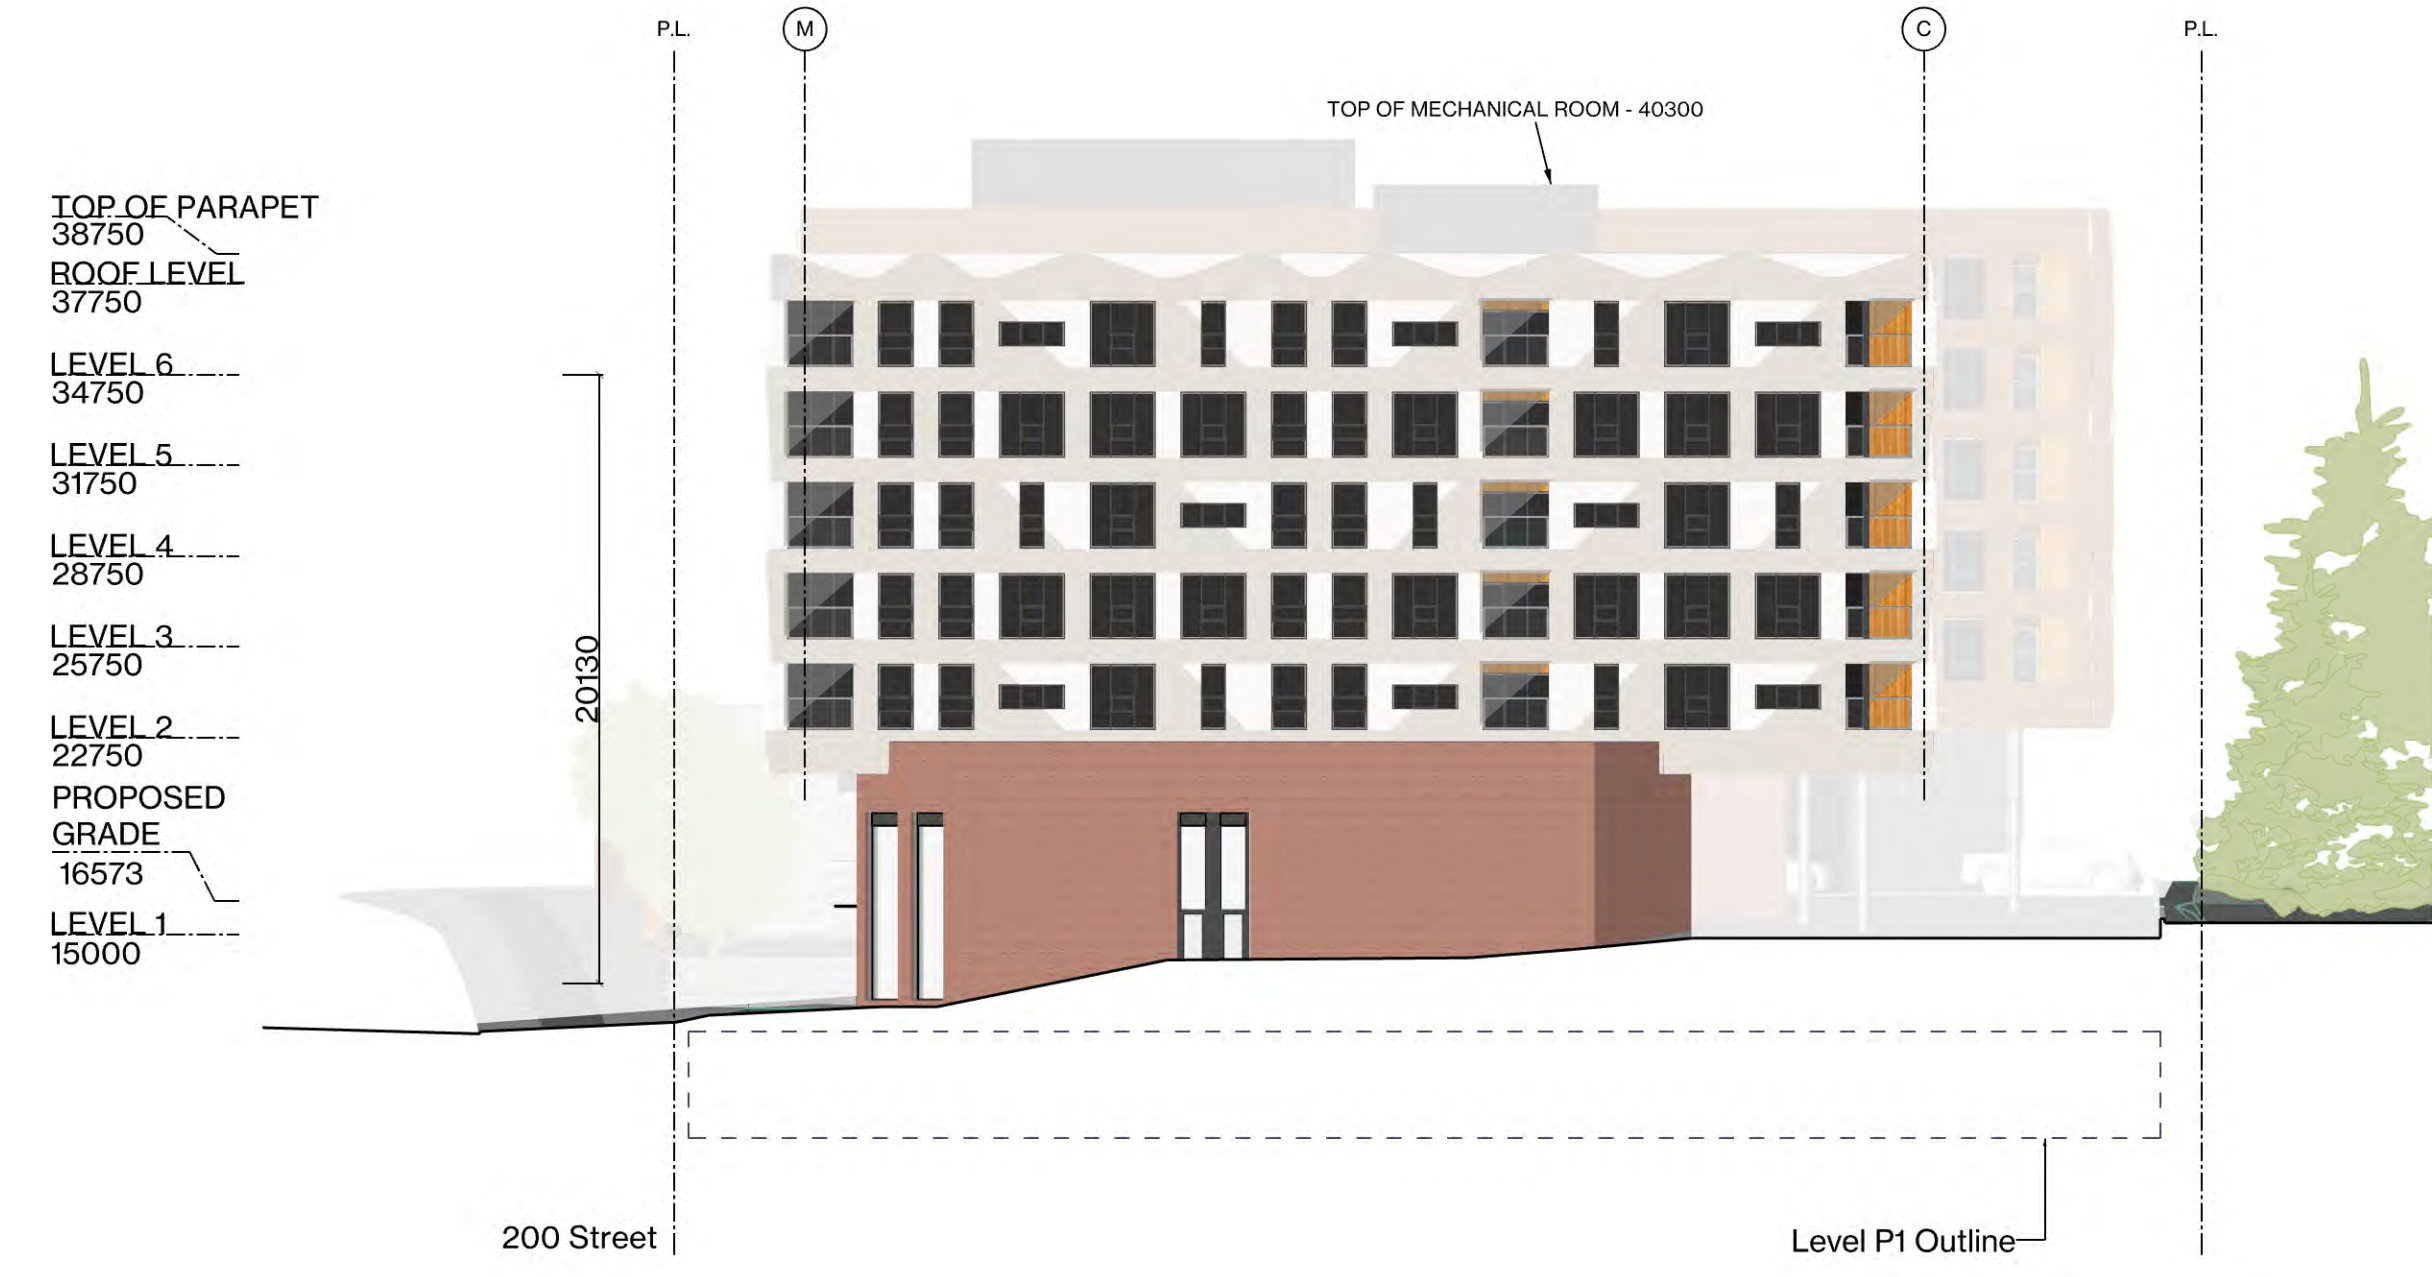 P.L.
M
C
P.L.
TOP OF MECHANICAL ROOM - 40300
TOP OF PARAPET
38750
ROOF LEVEL
37750
LEVEL 6
34750
LEVEL 5
31750
LEVEL 4
28750
LEVEL 3
25750
LEVEL 2
22750
PROPOSED
GRADE
16573
LEVEL 1
15000
20130
200 Street
Level P1 Outline